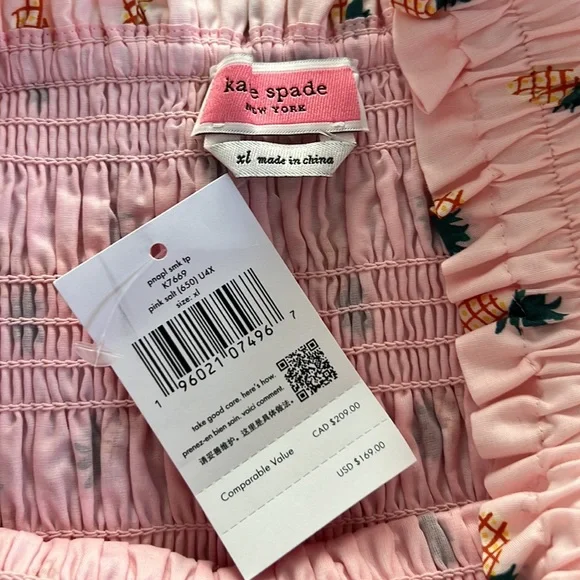 kate spade
NEW YORK
xl made in china
pnapl smk tp
K7669
pink salt (650) U4X
size: xl
1 96021 07496 7
take good care. here's how.
prenez-en bien soin. voici comment.
请妥善维护。这里是具体做法。
Comparable Value
CAD $209.00
USD $169.00